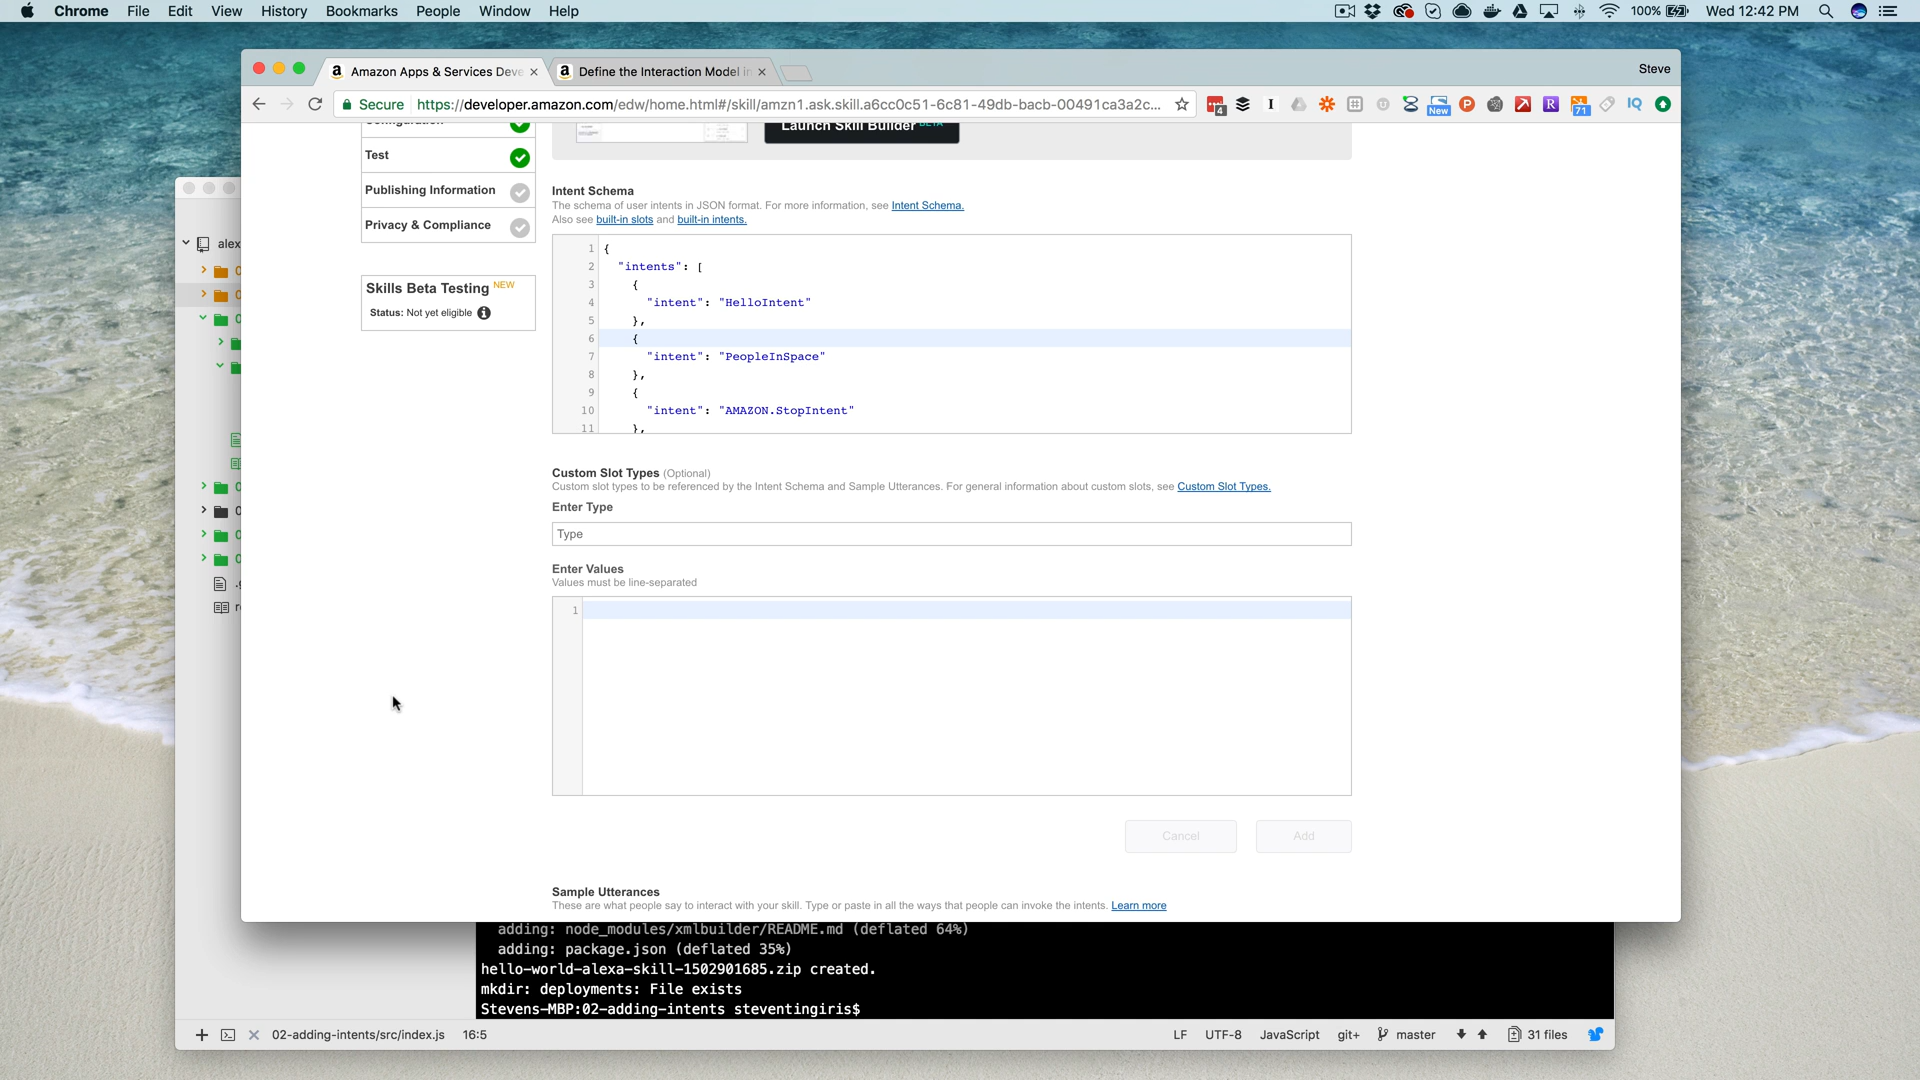 Chrome File Edit View History Bookmarks People Window Help 100% Wed 12:42 PM
Amazon Apps & Services Deve Define the Interaction Model in Steve
Secure https://developer.amazon.com/edw/home.html#/skill/amzn1.ask.skill.a6cc0c51-6c81-49db-bacb-00491ca3a2c...
4 New 71 IQ
Configuration
Launch Skill Builder BETA
Test
Publishing Information
Privacy & Compliance
Skills Beta Testing NEW
Status: Not yet eligible
alex
Intent Schema
The schema of user intents in JSON format. For more information, see Intent Schema.
Also see built-in slots and built-in intents.
1 {
2 "intents": [
3 {
4 "intent": "HelloIntent"
5 },
6 {
7 "intent": "PeopleInSpace"
8 },
9 {
10 "intent": "AMAZON.StopIntent"
11 },
Custom Slot Types (Optional)
Custom slot types to be referenced by the Intent Schema and Sample Utterances. For general information about custom slots, see Custom Slot Types.
Enter Type
Type
Enter Values
Values must be line-separated
1
Cancel Add
Sample Utterances
These are what people say to interact with your skill. Type or paste in all the ways that people can invoke the intents. Learn more
adding: node_modules/xmlbuilder/README.md (deflated 64%)
adding: package.json (deflated 35%)
hello-world-alexa-skill-1502901685.zip created.
mkdir: deployments: File exists
Stevens-MBP:02-adding-intents steventingiris$
02-adding-intents/src/index.js 16:5 LF UTF-8 JavaScript git+ master 31 files